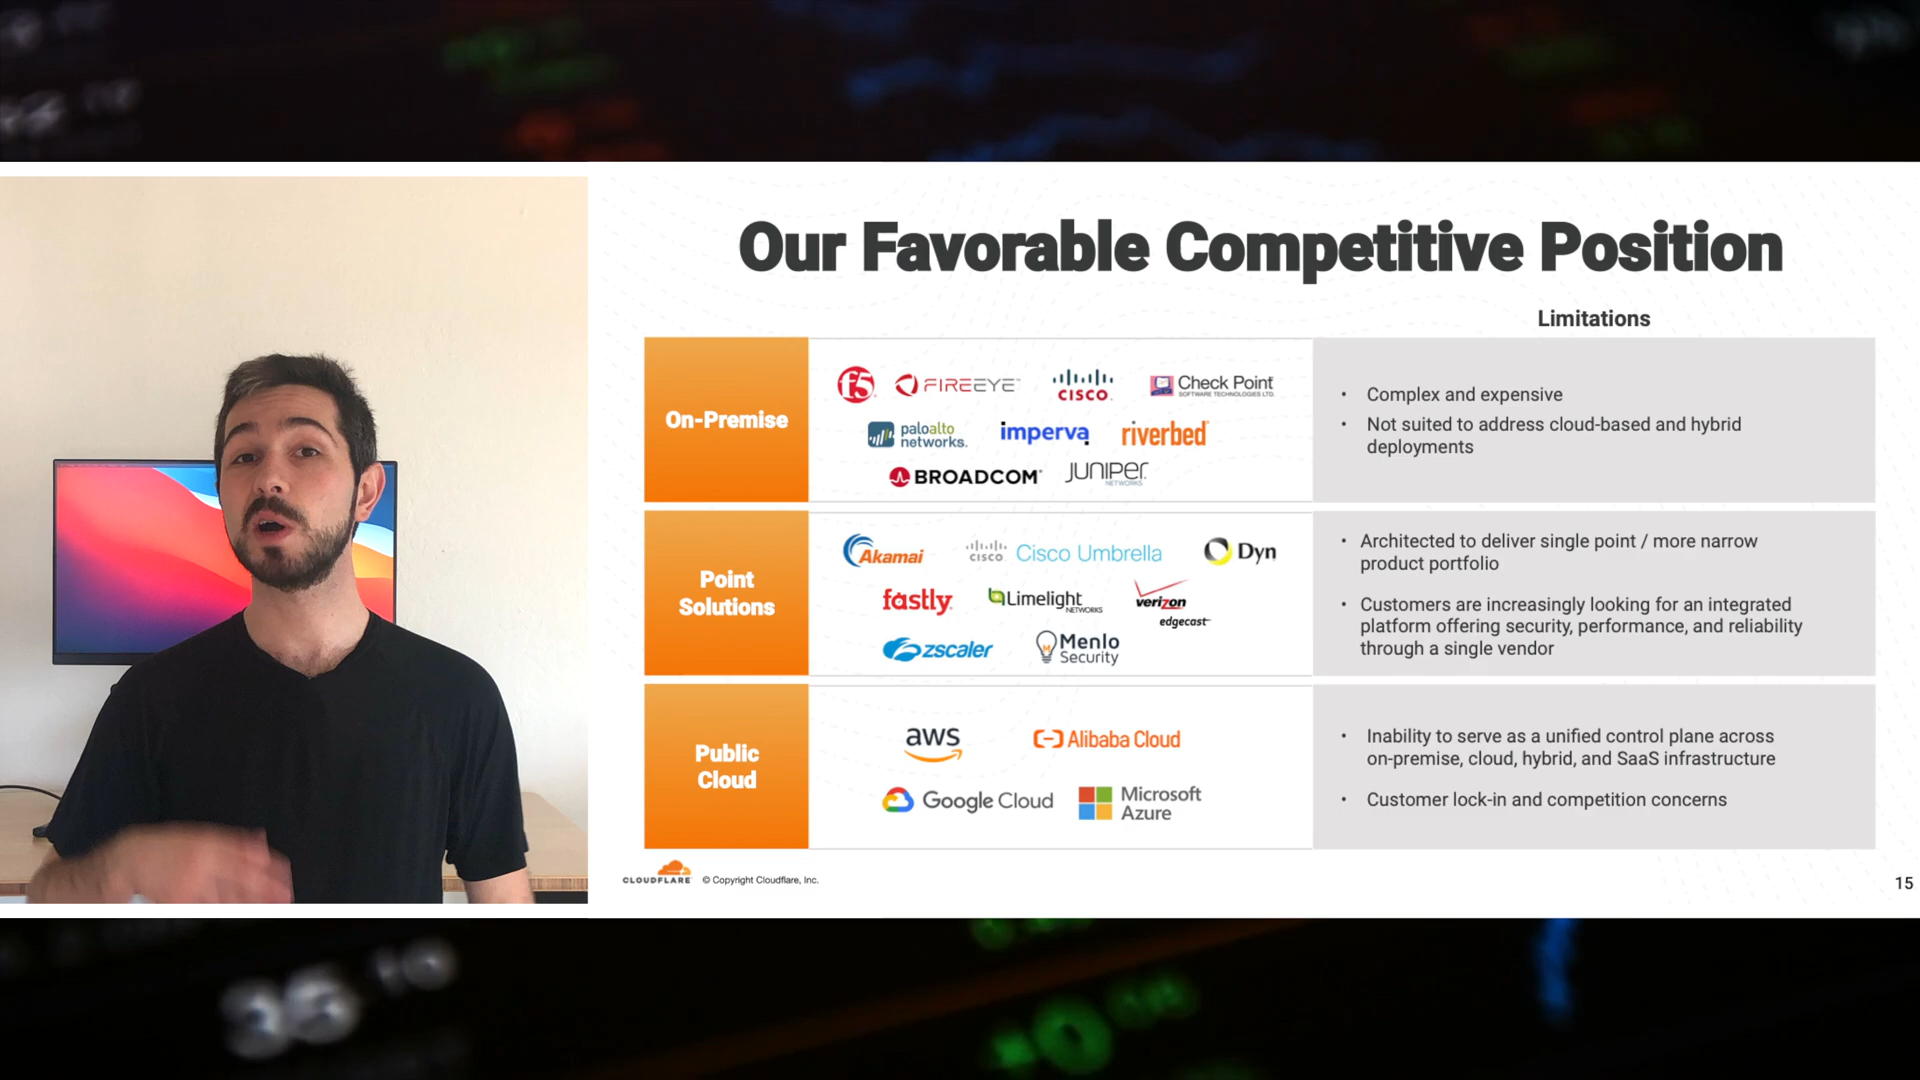 Our Favorable Competitive Position
Limitations
On-Premise
f5
FIREEYE™
CISCO
Check Point
SOFTWARE TECHNOLOGIES LTD.
paloalto
networks.
imperva
riverbed
BROADCOM
JUNIPEr
NETWORKS
• Complex and expensive
• Not suited to address cloud-based and hybrid
deployments
Point
Solutions
Akamai
CISCO Cisco Umbrella
Dyn
fastly
Limelight
NETWORKS
verizon
edgecast
zscaler
Menlo
Security
• Architected to deliver single point / more narrow
product portfolio
• Customers are increasingly looking for an integrated
platform offering security, performance, and reliability
through a single vendor
Public
Cloud
aws
Alibaba Cloud
Google Cloud
Microsoft
Azure
• Inability to serve as a unified control plane across
on-premise, cloud, hybrid, and SaaS infrastructure
• Customer lock-in and competition concerns
CLOUDFLARE
© Copyright Cloudflare, Inc.
15
35 10